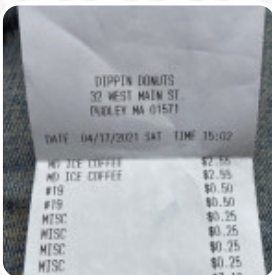 DIPPIN DONUTS
32 WEST MAIN ST.
DUDLEY MA 01571
DATE 04/17/2021 SAT TIME 15:02
MD ICE COFFEE $2.55
MD ICE COFFEE $2.55
#19 $0.50
#19 $0.50
MISC $0.25
MISC $0.25
MISC $0.25
MISC $0.25